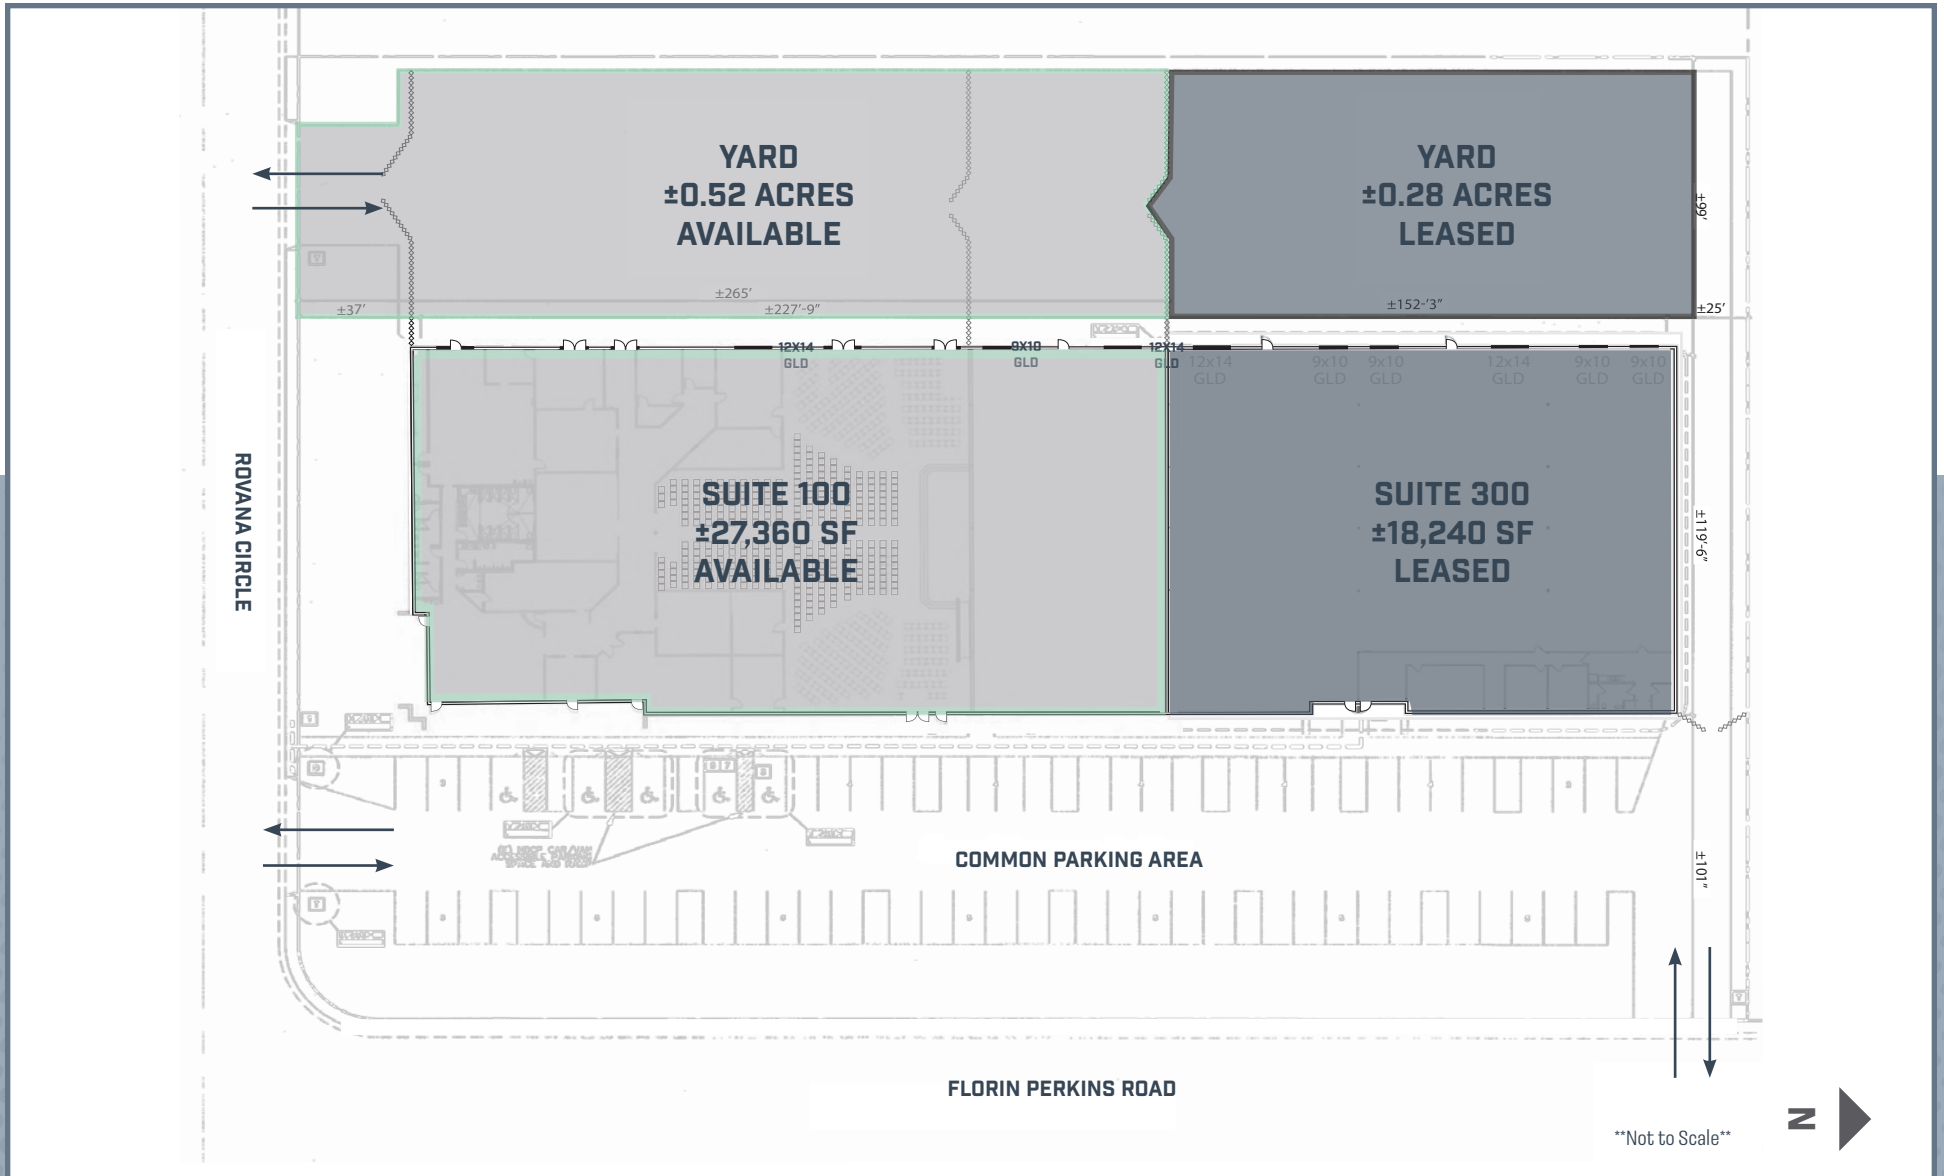 YARD
±0.52 ACRES
AVAILABLE
YARD
±0.28 ACRES
LEASED
±99'
±265'
±37'
±227'-9"
±152-'3"
±25'
12X14
GLD
9X10
GLD
12X14
GLD
12x14
GLD
9x10
GLD
9x10
GLD
12x14
GLD
9x10
GLD
9x10
GLD
ROVANA CIRCLE
SUITE 100
±27,360 SF
AVAILABLE
SUITE 300
±18,240 SF
LEASED
±119'-6"
COMMON PARKING AREA
±101"
FLORIN PERKINS ROAD
**Not to Scale**
N